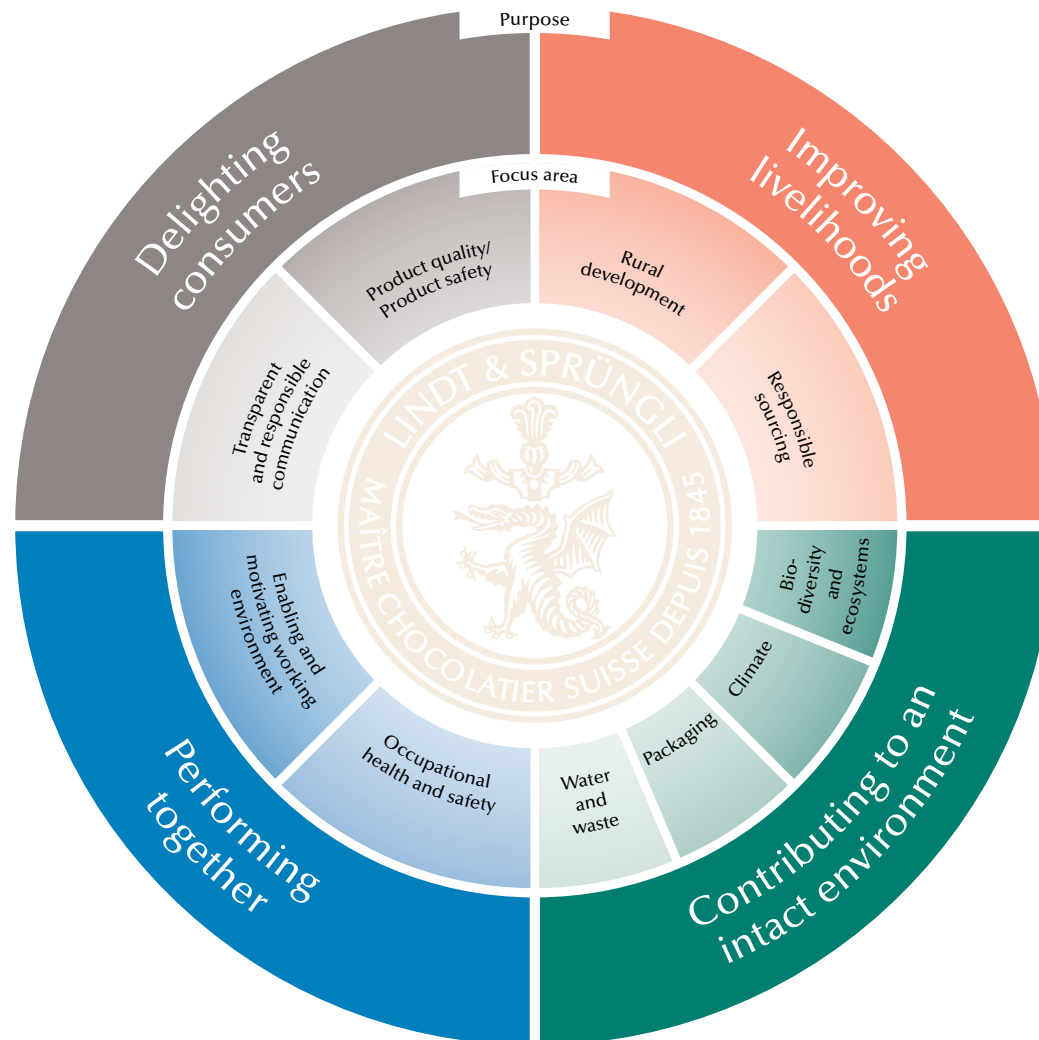 Purpose
Delighting
consumers
Improving
livelihoods
Focus area
Product quality/
Product safety
Rural
development
Transparent
and responsible
communication
Responsible
sourcing
LINDT & SPRÜNGLI
MAÎTRE CHOCOLATIER SUISSE DEPUIS 1845
Enabling and
motivating working
environment
Bio-
diversity
and
ecosystems
Climate
Packaging
Occupational
health and safety
Water
and
waste
Performing
together
Contributing to an
intact environment